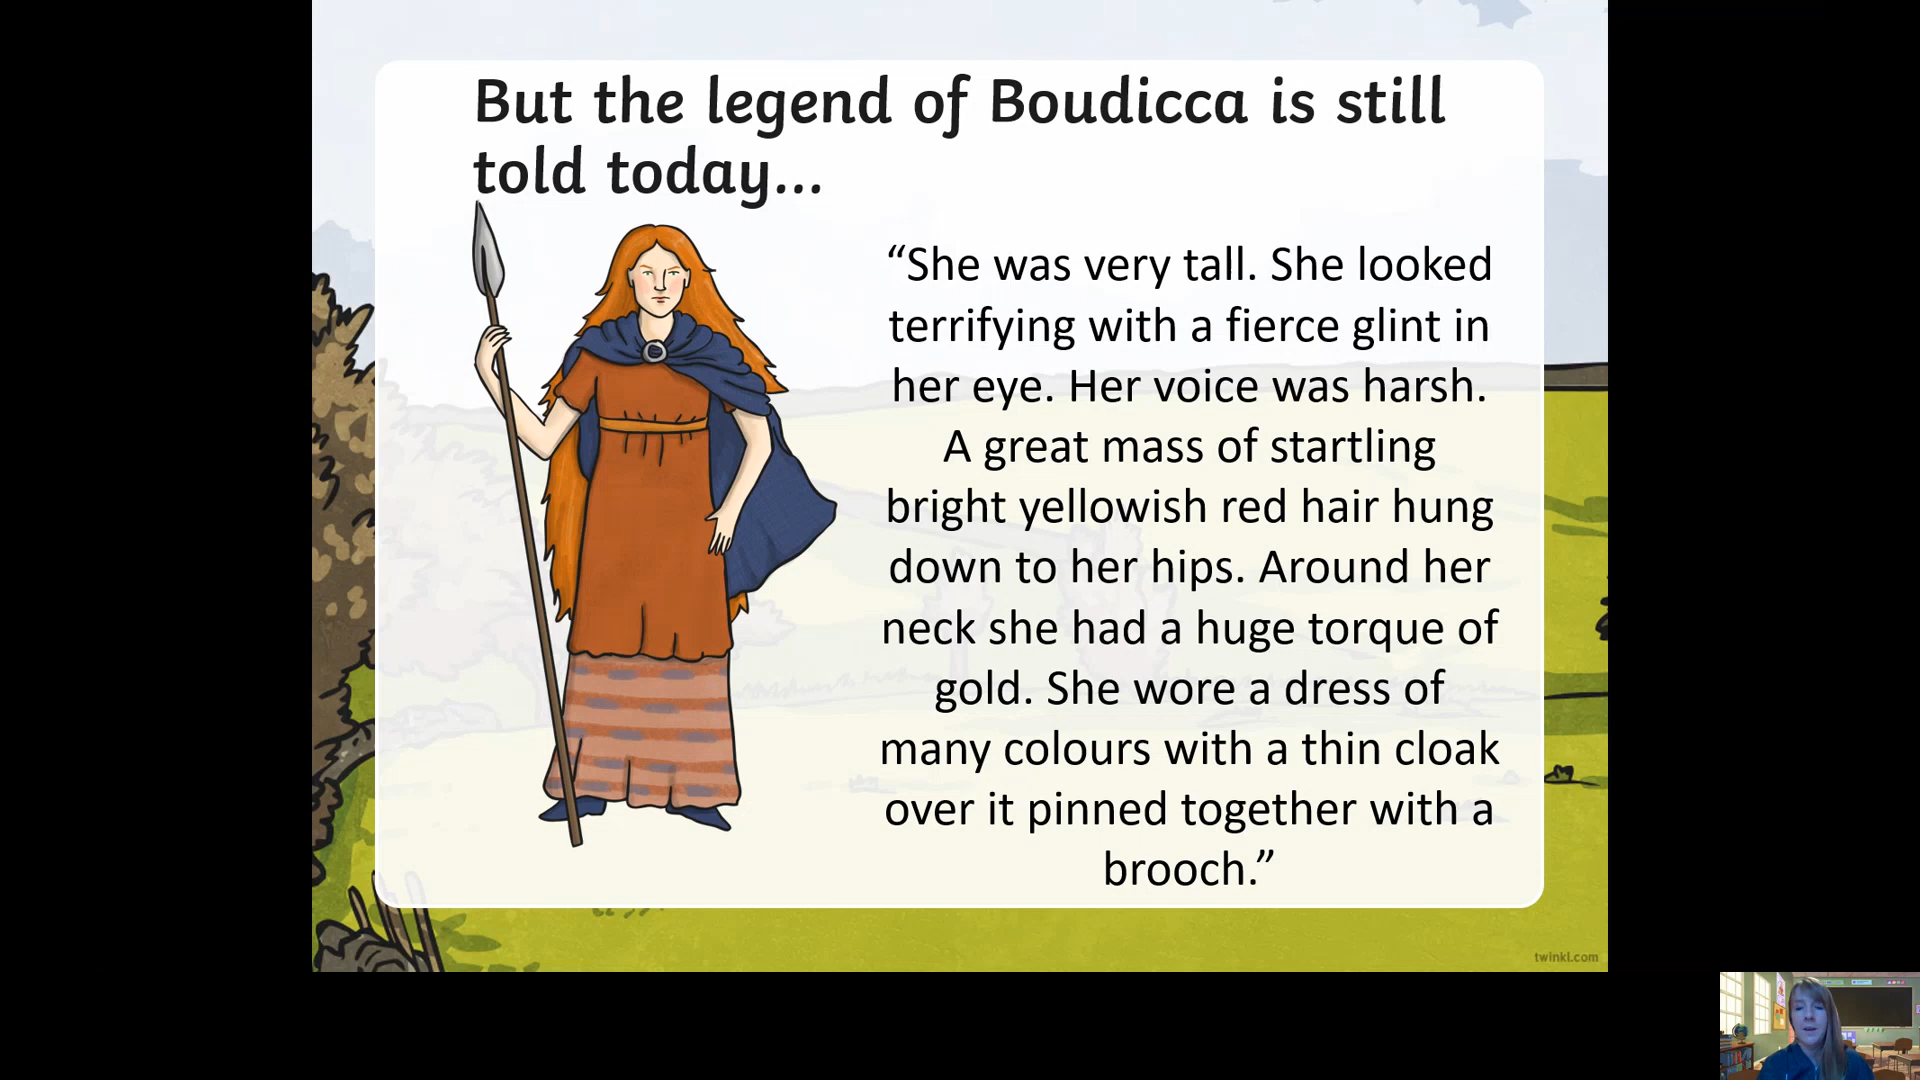 But the legend of Boudicca is still
told today...
“She was very tall. She looked
terrifying with a fierce glint in
her eye. Her voice was harsh.
A great mass of startling
bright yellowish red hair hung
down to her hips. Around her
neck she had a huge torque of
gold. She wore a dress of
many colours with a thin cloak
over it pinned together with a
brooch.”
twinkl.com